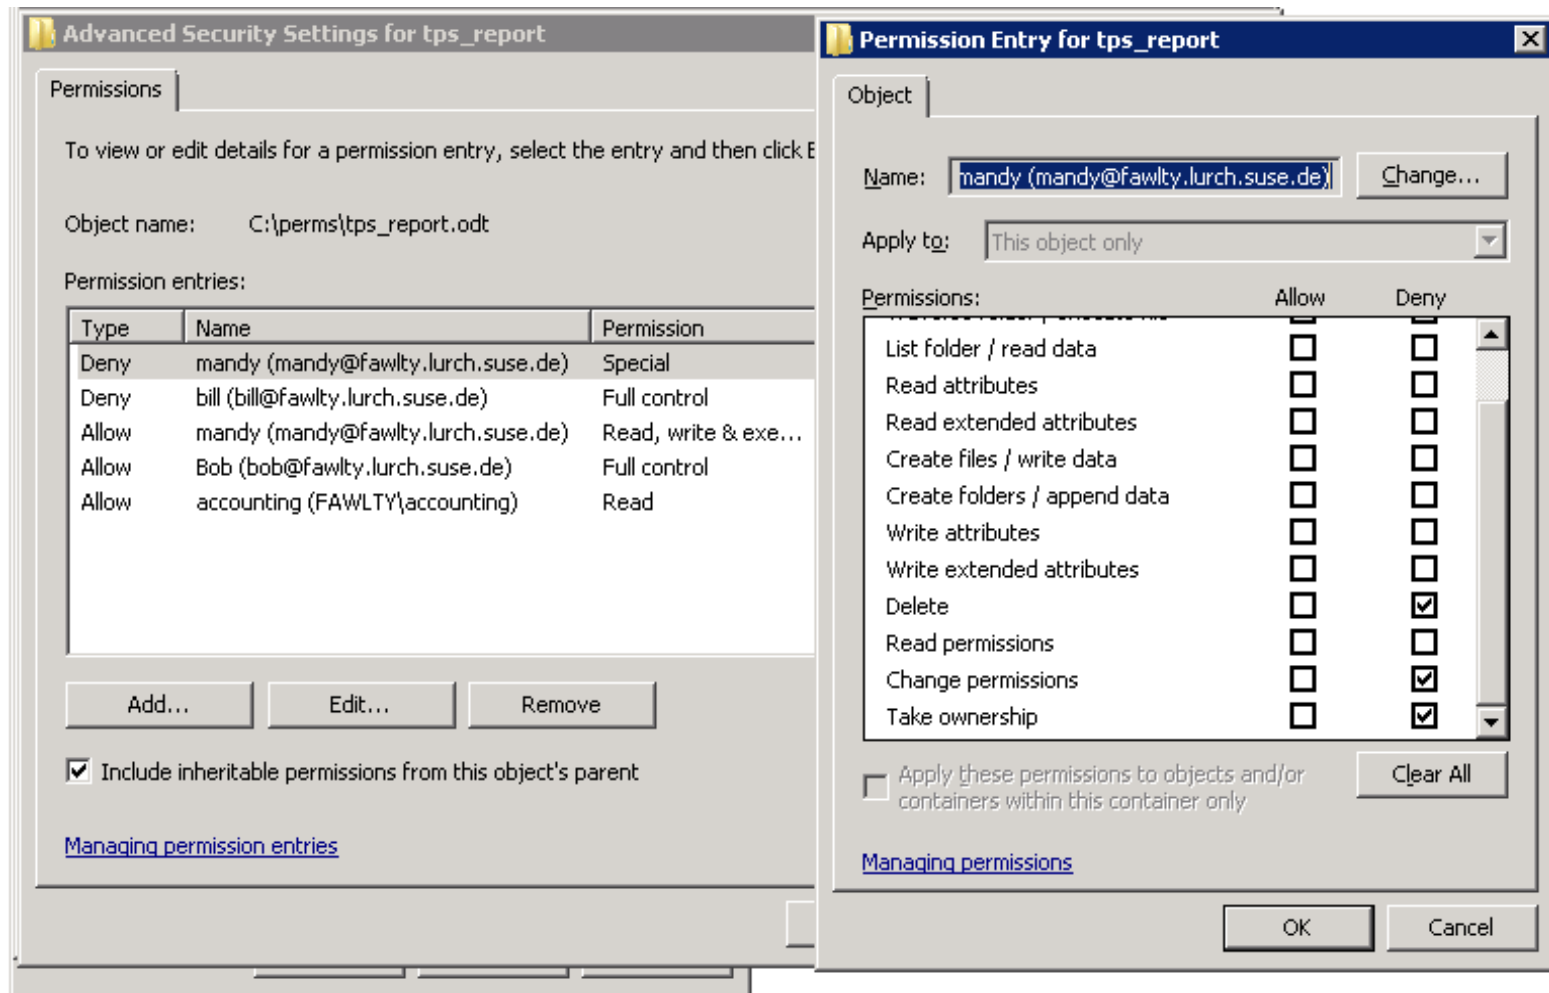 Advanced Security Settings for tps_report
Permissions
To view or edit details for a permission entry, select the entry and then click E
Object name: C:\perms\tps_report.odt
Permission entries:
Type Name Permission
Deny mandy (mandy@fawlty.lurch.suse.de) Special
Deny bill (bill@fawlty.lurch.suse.de) Full control
Allow mandy (mandy@fawlty.lurch.suse.de) Read, write & exe...
Allow Bob (bob@fawlty.lurch.suse.de) Full control
Allow accounting (FAWLTY\accounting) Read
Add... Edit... Remove
Include inheritable permissions from this object's parent
Managing permission entries
Permission Entry for tps_report
Object
Name: mandy (mandy@fawlty.lurch.suse.de) Change...
Apply to: This object only
Permissions: Allow Deny
List folder / read data
Read attributes
Read extended attributes
Create files / write data
Create folders / append data
Write attributes
Write extended attributes
Delete
Read permissions
Change permissions
Take ownership
Apply these permissions to objects and/or
containers within this container only
Clear All
Managing permissions
OK Cancel